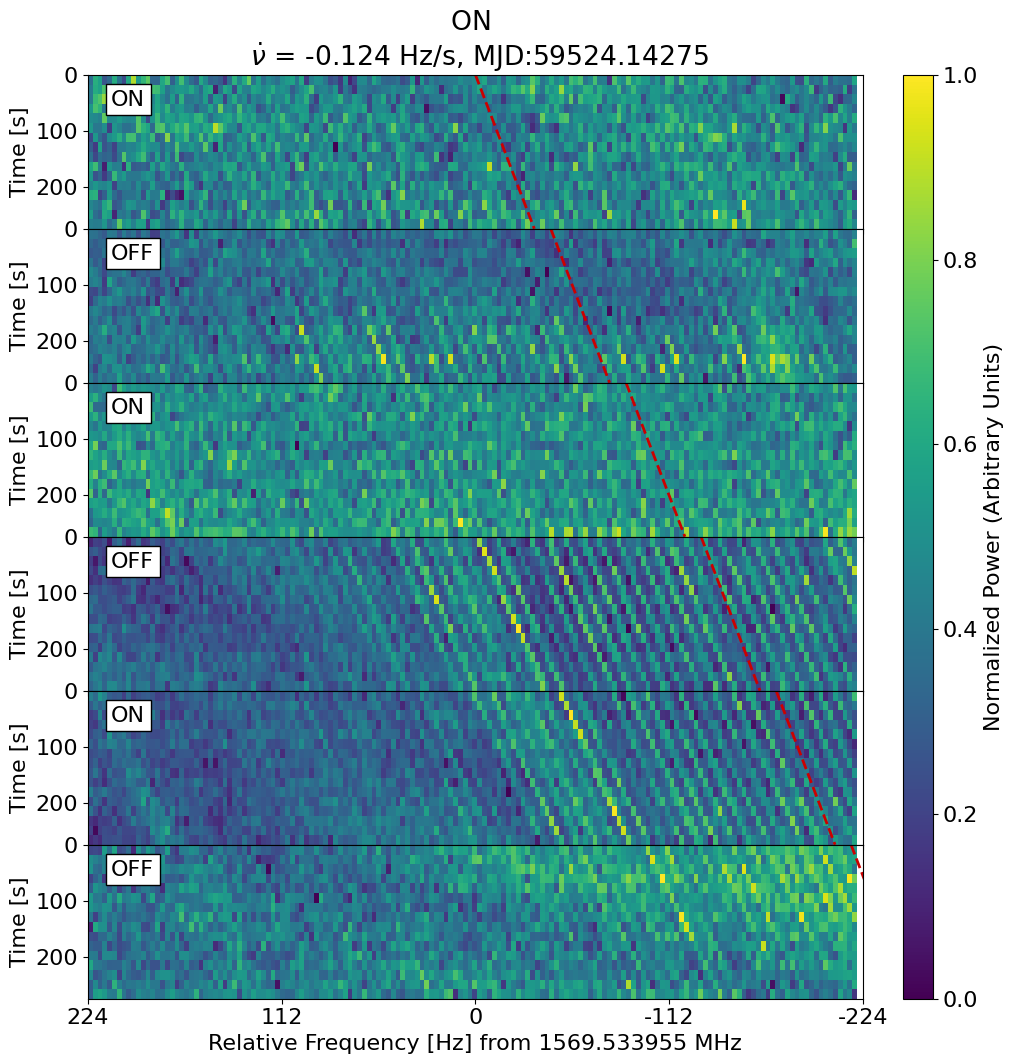 ON
ν̇ = -0.124 Hz/s, MJD:59524.14275
0
ON
100
200
Time [s]
0
OFF
100
200
Time [s]
0
ON
100
200
Time [s]
0
OFF
100
200
Time [s]
0
ON
100
200
Time [s]
0
OFF
100
200
Time [s]
224 112 0 -112 -224
Relative Frequency [Hz] from 1569.533955 MHz
1.0
0.8
0.6
0.4
0.2
0.0
Normalized Power (Arbitrary Units)